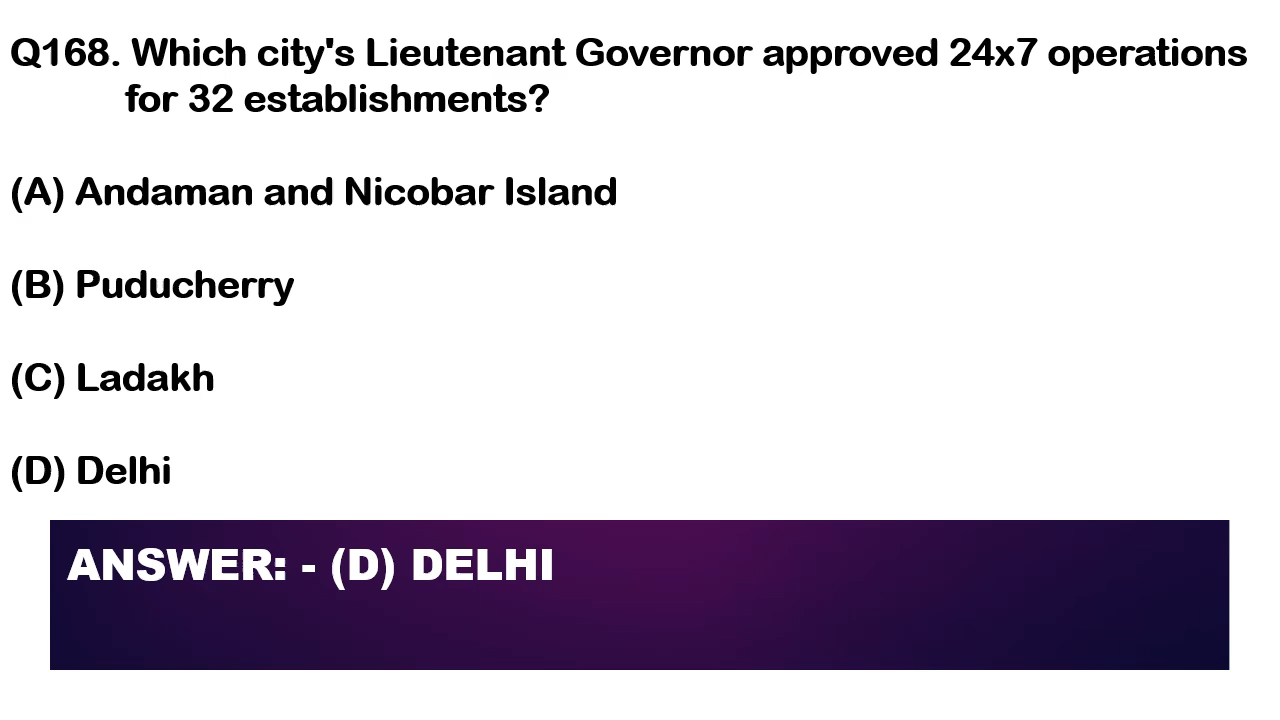 Q168. Which city's Lieutenant Governor approved 24x7 operations
for 32 establishments?
(A) Andaman and Nicobar Island
(B) Puducherry
(C) Ladakh
(D) Delhi
ANSWER: - (D) DELHI